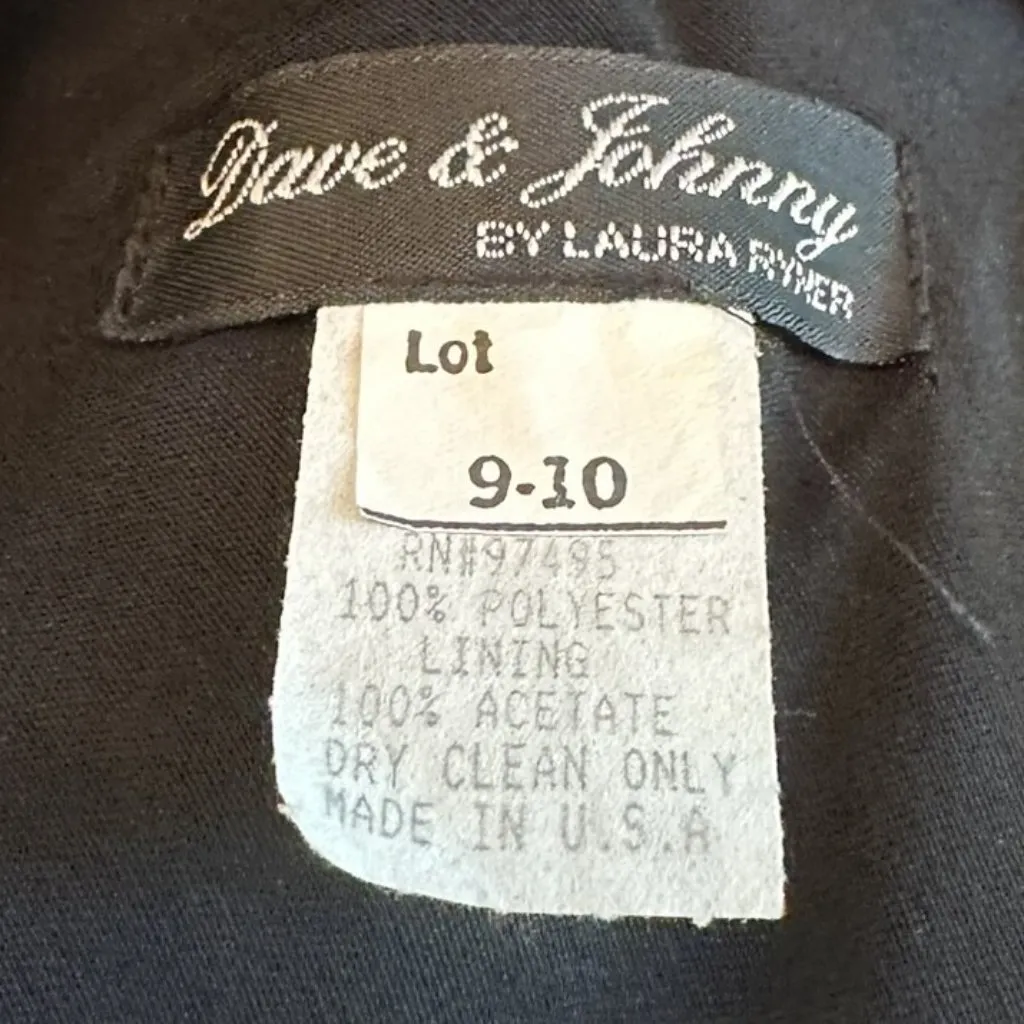 Dave & Johnny
BY LAURA RYNER
Lot
9-10
RN#97495
100% POLYESTER
LINING
100% ACETATE
DRY CLEAN ONLY
MADE IN U.S.A